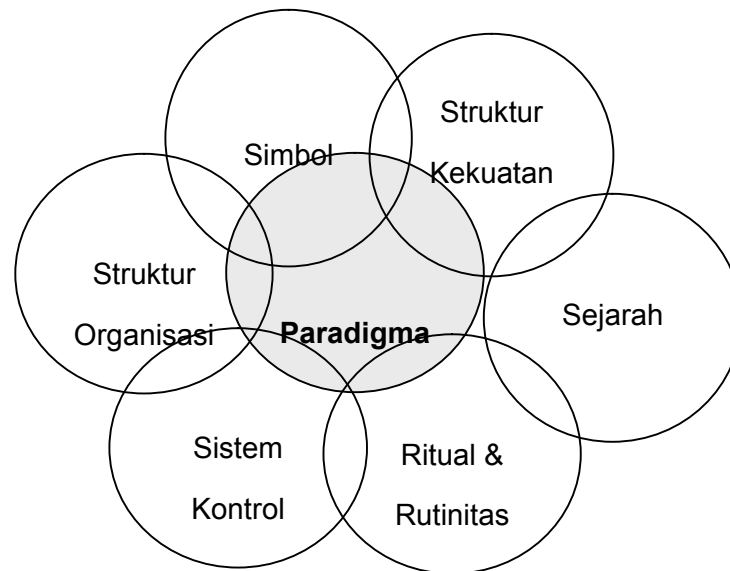 Simbol
Struktur
Kekuatan
Struktur
Organisasi
Paradigma
Sejarah
Sistem
Kontrol
Ritual &
Rutinitas